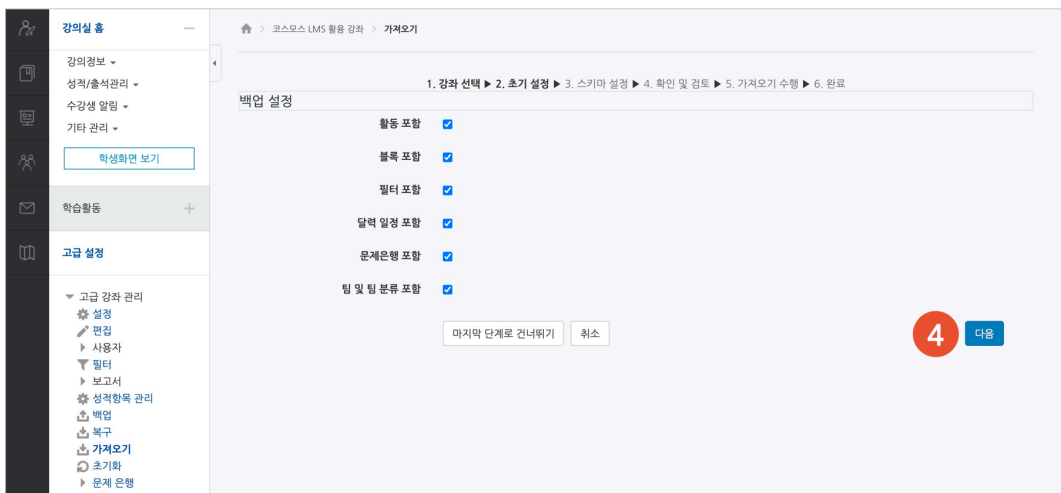 강의실 홈
강의정보
성적/출석관리
수강생 알림
기타 관리
학생화면 보기
학습활동
고급 설정
고급 강좌 관리
설정
편집
사용자
필터
보고서
성적항목 관리
백업
복구
가져오기
초기화
문제 은행
코스모스 LMS 활용 강좌 > 가져오기
1. 강좌 선택 ▶ 2. 초기 설정 ▶ 3. 스키마 설정 ▶ 4. 확인 및 검토 ▶ 5. 가져오기 수행 ▶ 6. 완료
백업 설정
활동 포함
블록 포함
필터 포함
달력 일정 포함
문제은행 포함
팀 및 팀 분류 포함
마지막 단계로 건너뛰기 취소 4 다음